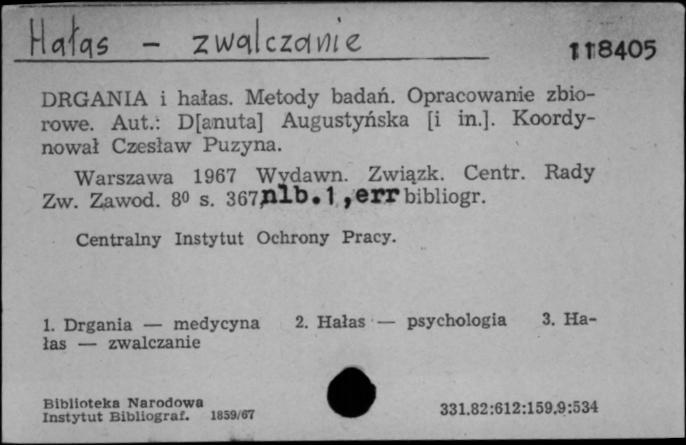 Hałas - zwalczanie
118405
DRGANIA i hałas. Metody badań. Opracowanie zbio-
rowe. Aut.: D[anuta] Augustyńska [i in.]. Koordy-
nował Czesław Puzyna.
Warszawa 1967 Wydawn. Związk. Centr. Rady
Zw. Zawod. 8⁰ s. 367, nlb. 1, err bibliogr.
Centralny Instytut Ochrony Pracy.
1. Drgania — medycyna 2. Hałas — psychologia 3. Ha-
łas — zwalczanie
Biblioteka Narodowa
Instytut Bibliograf. 1859/67
331.82:612:159.9:534